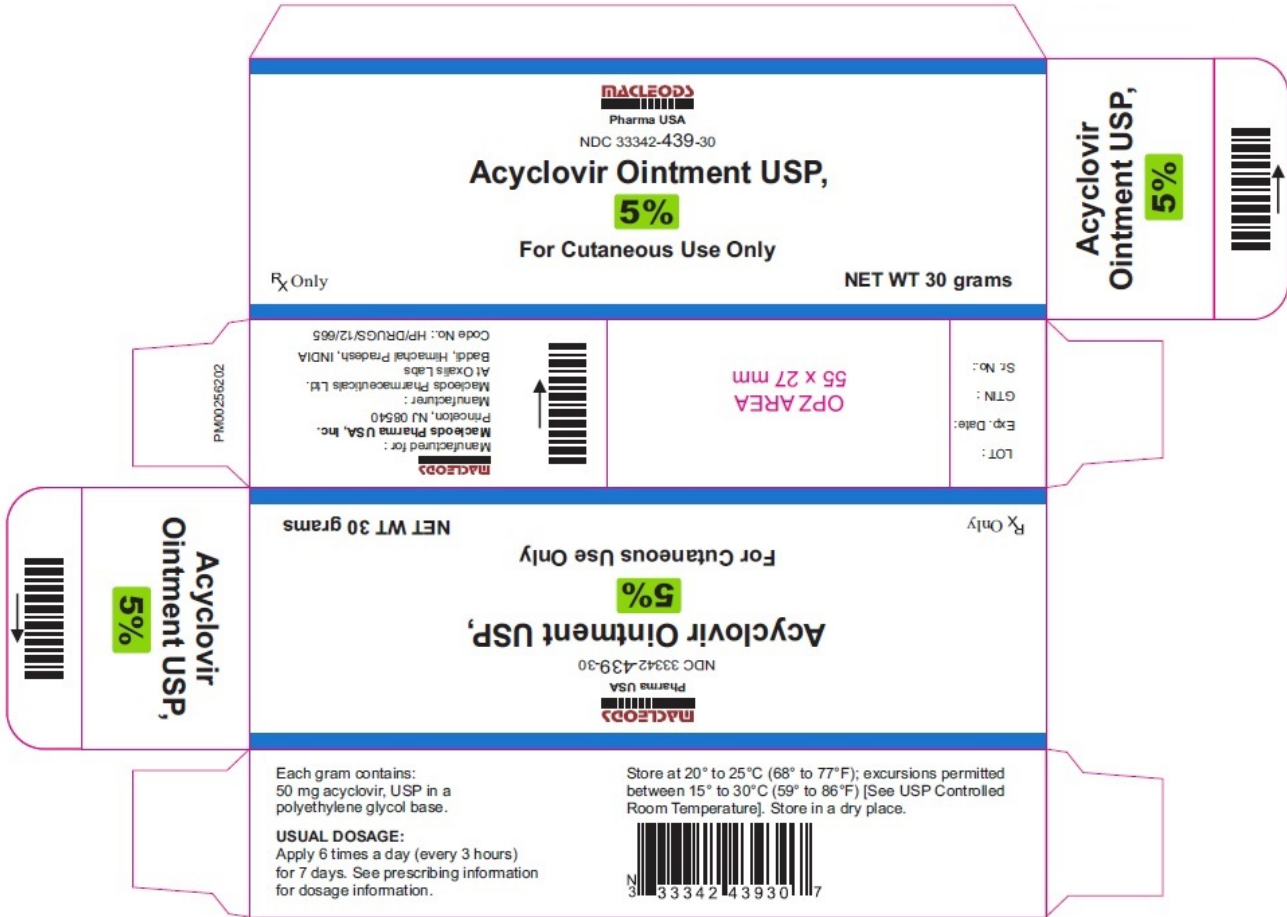 MACLEODS
Pharma USA
NDC 33342-439-30
Acyclovir Ointment USP,
5%
For Cutaneous Use Only
Rx Only
NET WT 30 grams
Acyclovir
Ointment USP,
5%
PM00256202
MACLEODS
Manufactured for :
Macleods Pharma USA, Inc.
Princeton, NJ 08540
Manufacturer :
Macleods Pharmaceuticals Ltd.
At Oxalis Labs
Baddi, Himachal Pradesh, INDIA
Code No.: HP/DRUGS/12/665
OPZ AREA
55 x 27 mm
LOT :
Exp. Date:
GTIN :
Sr. No.:
MACLEODS
Pharma USA
NDC 33342-439-30
Acyclovir Ointment USP,
5%
For Cutaneous Use Only
Rx Only
NET WT 30 grams
Acyclovir
Ointment USP,
5%
Each gram contains:
50 mg acyclovir, USP in a
polyethylene glycol base.
USUAL DOSAGE:
Apply 6 times a day (every 3 hours)
for 7 days. See prescribing information
for dosage information.
Store at 20° to 25°C (68° to 77°F); excursions permitted
between 15° to 30°C (59° to 86°F) [See USP Controlled
Room Temperature]. Store in a dry place.
N
3 33342 43930 7